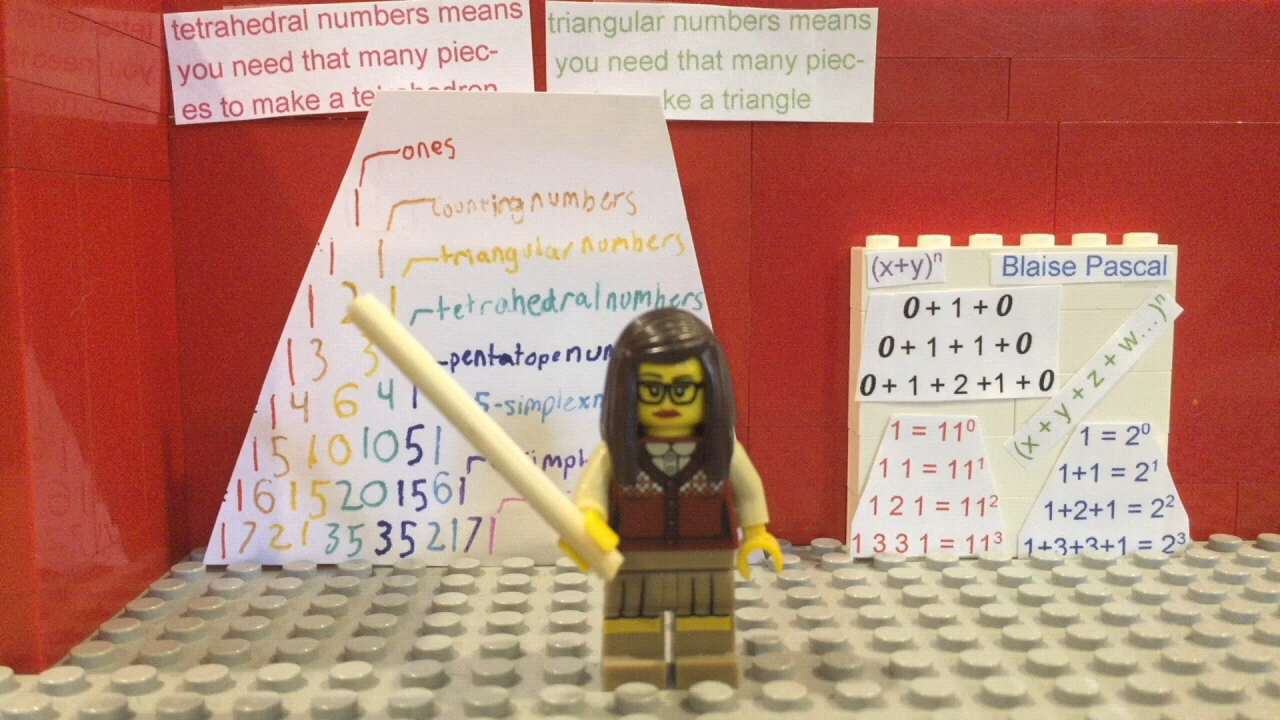 tetrahedral numbers means
you need that many piec-
es to make a tetrahedron
triangular numbers means
you need that many piec-
ke a triangle
ones
1
counting numbers
1 1
triangular numbers
1 2 1
tetrahedral numbers
1 3 3
pentatope num
1 4 6 4 1
5-simplex n
1 5 10 10 5 1
1 6 15 20 15 6 1
1 7 21 35 35 21 7 1
(x+y)ⁿ
Blaise Pascal
0 + 1 + 0
0 + 1 + 1 + 0
0 + 1 + 2 +1 + 0
(x + y + z + w...)ⁿ
1 = 11⁰
1 1 = 11¹
1 2 1 = 11²
1 3 3 1 = 11³
1 = 2⁰
1+1 = 2¹
1+2+1 = 2²
1+3+3+1 = 2³